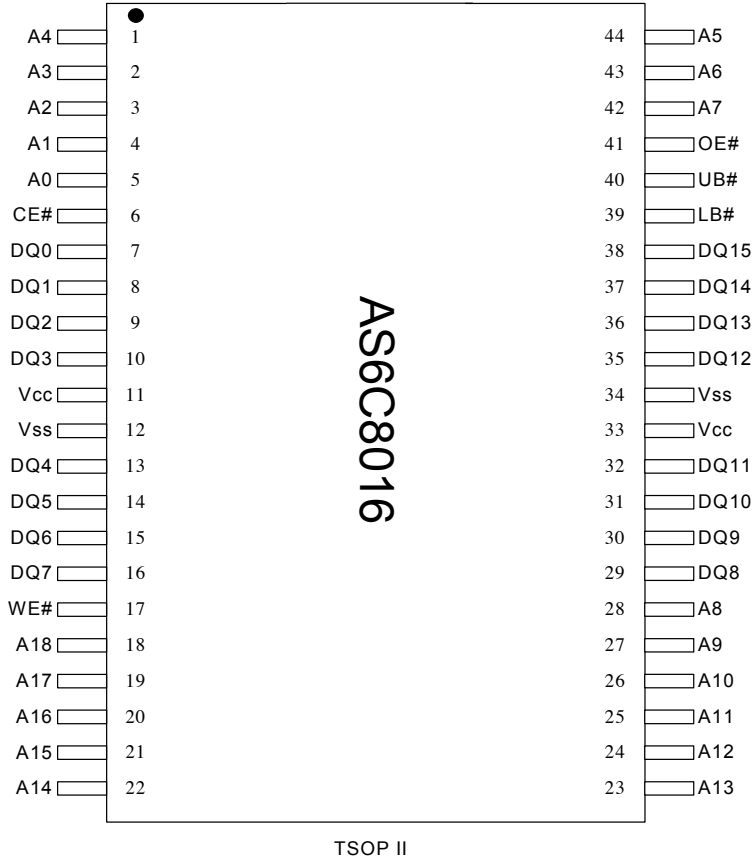 A4 1 44 A5
A3 2 43 A6
A2 3 42 A7
A1 4 41 OE#
A0 5 40 UB#
CE# 6 39 LB#
DQ0 7 38 DQ15
DQ1 8 37 DQ14
DQ2 9 36 DQ13
DQ3 10 35 DQ12
Vcc 11 34 Vss
Vss 12 33 Vcc
DQ4 13 32 DQ11
DQ5 14 31 DQ10
DQ6 15 30 DQ9
DQ7 16 29 DQ8
WE# 17 28 A8
A18 18 27 A9
A17 19 26 A10
A16 20 25 A11
A15 21 24 A12
A14 22 23 A13
AS6C8016
TSOP II